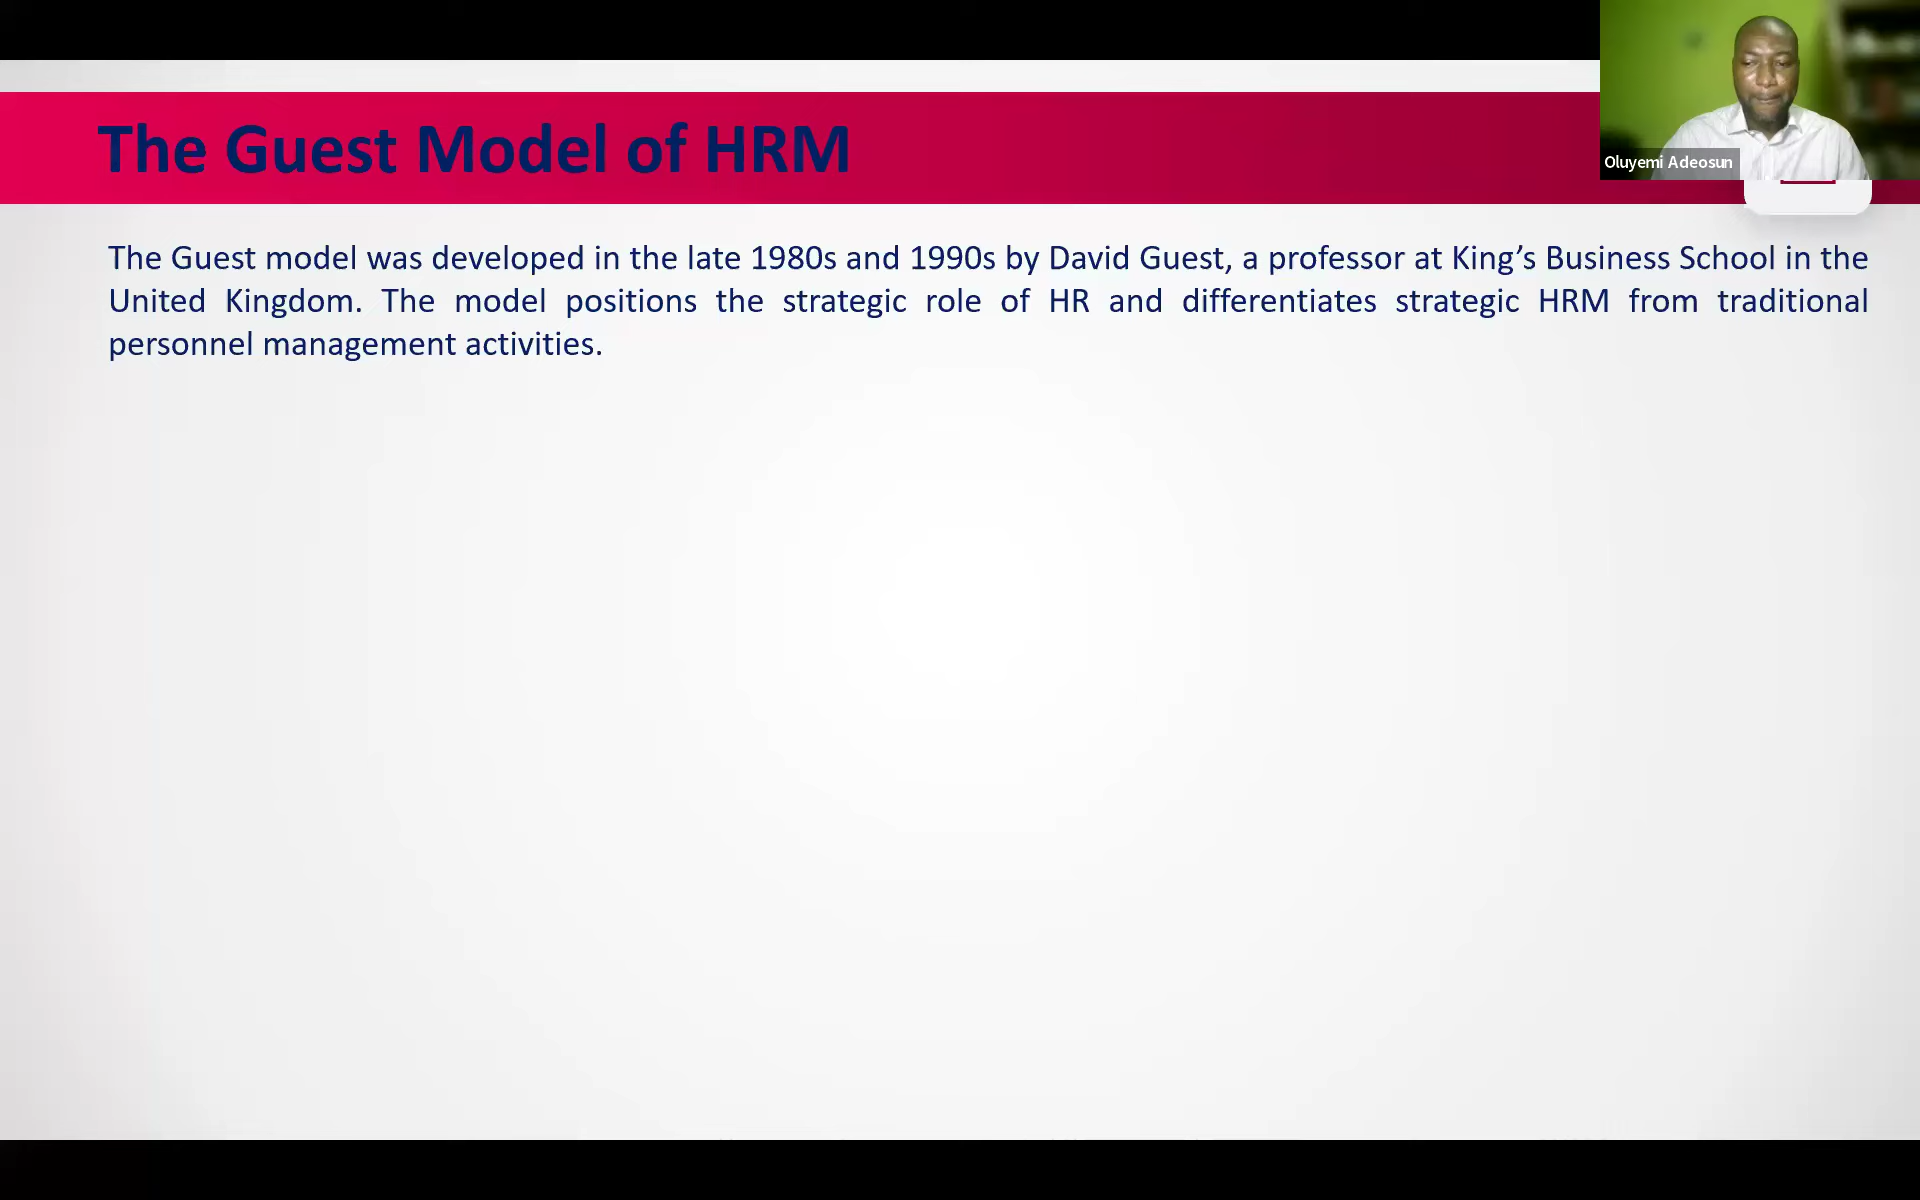 The Guest Model of HRM
Oluyemi Adeosun
The Guest model was developed in the late 1980s and 1990s by David Guest, a professor at King’s Business School in the
United Kingdom. The model positions the strategic role of HR and differentiates strategic HRM from traditional
personnel management activities.